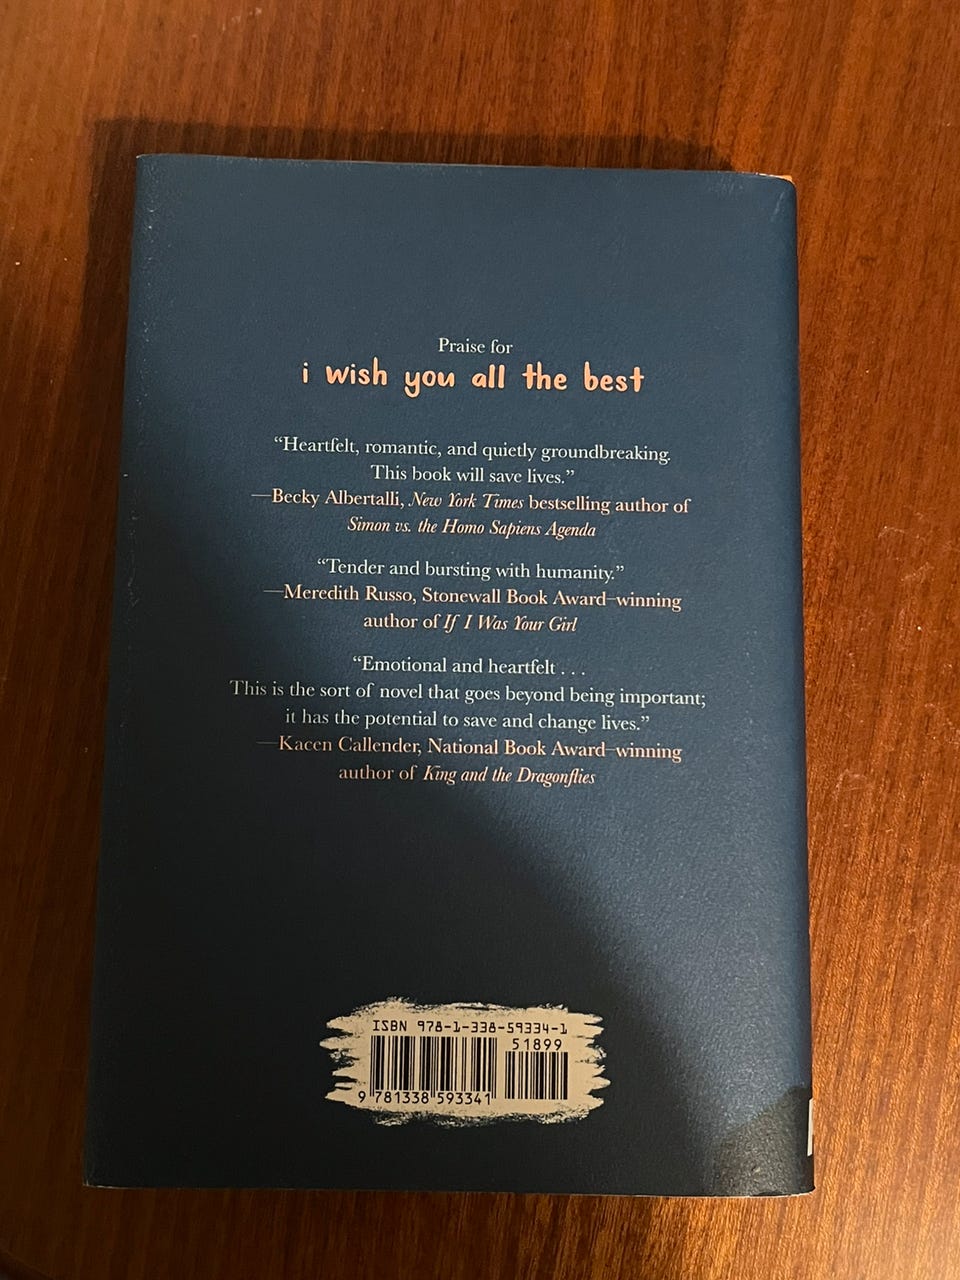 Praise for
i wish you all the best
“Heartfelt, romantic, and quietly groundbreaking.
This book will save lives.”
—Becky Albertalli, New York Times bestselling author of
Simon vs. the Homo Sapiens Agenda
“Tender and bursting with humanity.”
—Meredith Russo, Stonewall Book Award–winning
author of If I Was Your Girl
“Emotional and heartfelt . . .
This is the sort of novel that goes beyond being important;
it has the potential to save and change lives.”
—Kacen Callender, National Book Award–winning
author of King and the Dragonflies
ISBN 978-1-338-59334-1
51899
9 781338 593341